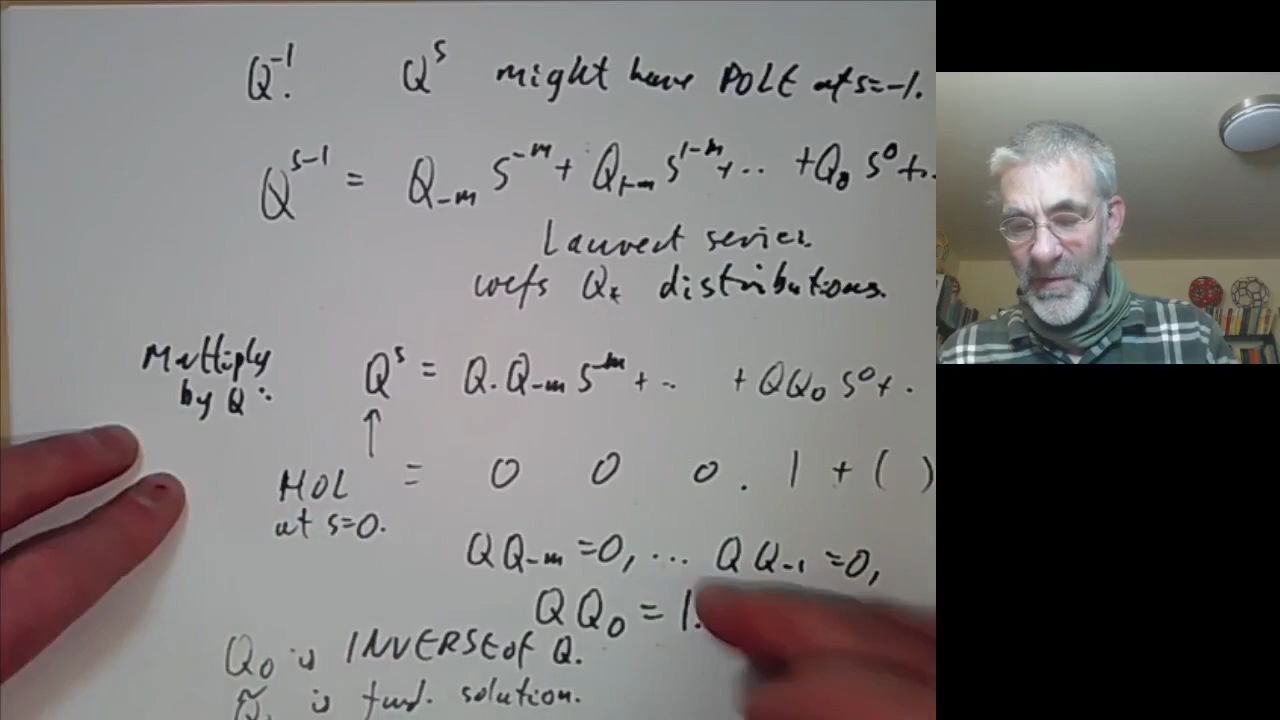 Q⁻¹. Qˢ might have POLE at s=-1.
Qˢ⁻¹ = Q₋ₘ s⁻ᵐ + Q₁₋ₘ s¹⁻ᵐ + .. + Q₀ s⁰ + ..
Laurent series.
coefs Q* distributions.
Multiply by Q: Qˢ = Q.Q₋ₘ s⁻ᵐ + .. + QQ₀ s⁰ + .
↑
HOL = 0 0 0 . 1 + ( )
at s=0.
QQ₋ₘ = 0, ... QQ₋₁ = 0,
QQ₀ = 1.
Q₀ is INVERSE of Q.
is fund. solution.